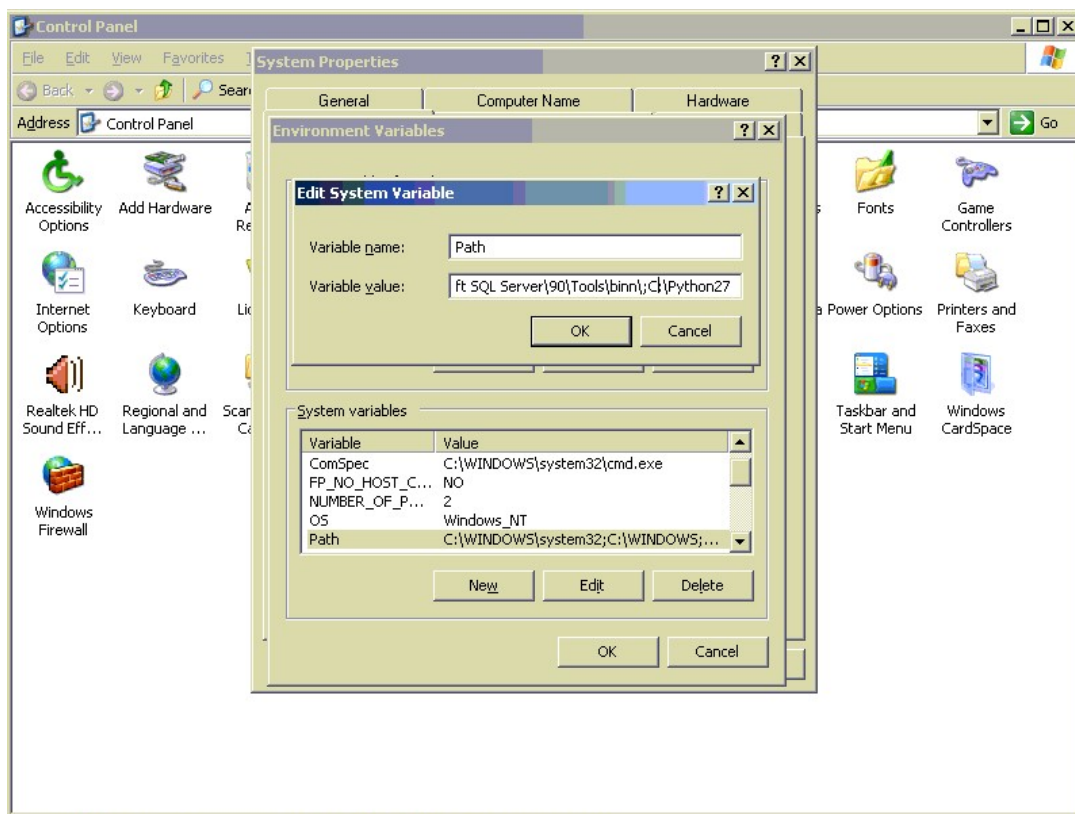 Control Panel
File Edit View Favorites
Back Sear
Address Control Panel Go
System Properties
General Computer Name Hardware
Environment Variables
Edit System Variable
Variable name: Path
Variable value: ft SQL Server\90\Tools\binn\;C:\Python27
OK Cancel
System variables
Variable Value
ComSpec C:\WINDOWS\system32\cmd.exe
FP_NO_HOST_C... NO
NUMBER_OF_P... 2
OS Windows_NT
Path C:\WINDOWS\system32;C:\WINDOWS;...
New Edit Delete
OK Cancel
Accessibility
Options
Add Hardware
Fonts
Game
Controllers
Internet
Options
Keyboard
Power Options
Printers and
Faxes
Realtek HD
Sound Eff...
Regional and
Language ...
Taskbar and
Start Menu
Windows
CardSpace
Windows
Firewall